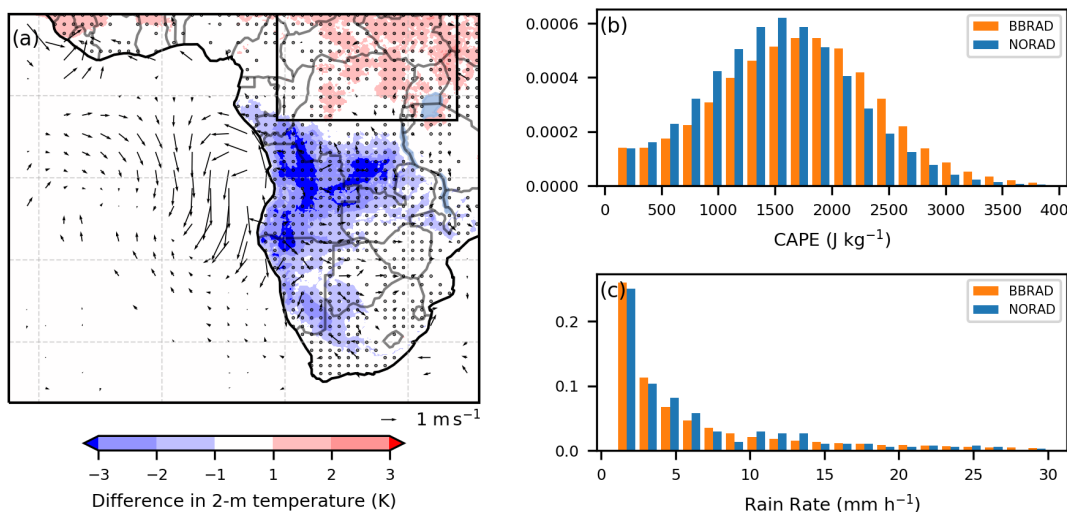 (a)
1 m s⁻¹
−3 −2 −1 1 2 3
Difference in 2-m temperature (K)
(b)
BBRAD
NORAD
0.0006
0.0004
0.0002
0.0000
0 500 1000 1500 2000 2500 3000 3500 400
CAPE (J kg⁻¹)
(c)
BBRAD
NORAD
0.2
0.1
0.0
0 5 10 15 20 25 30
Rain Rate (mm h⁻¹)